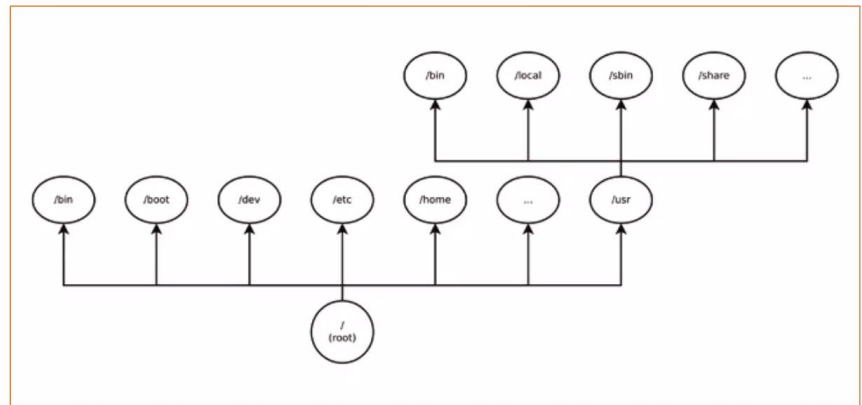 /bin
/local
/sbin
/share
...
/bin
/boot
/dev
/etc
/home
...
/usr
/
(root)